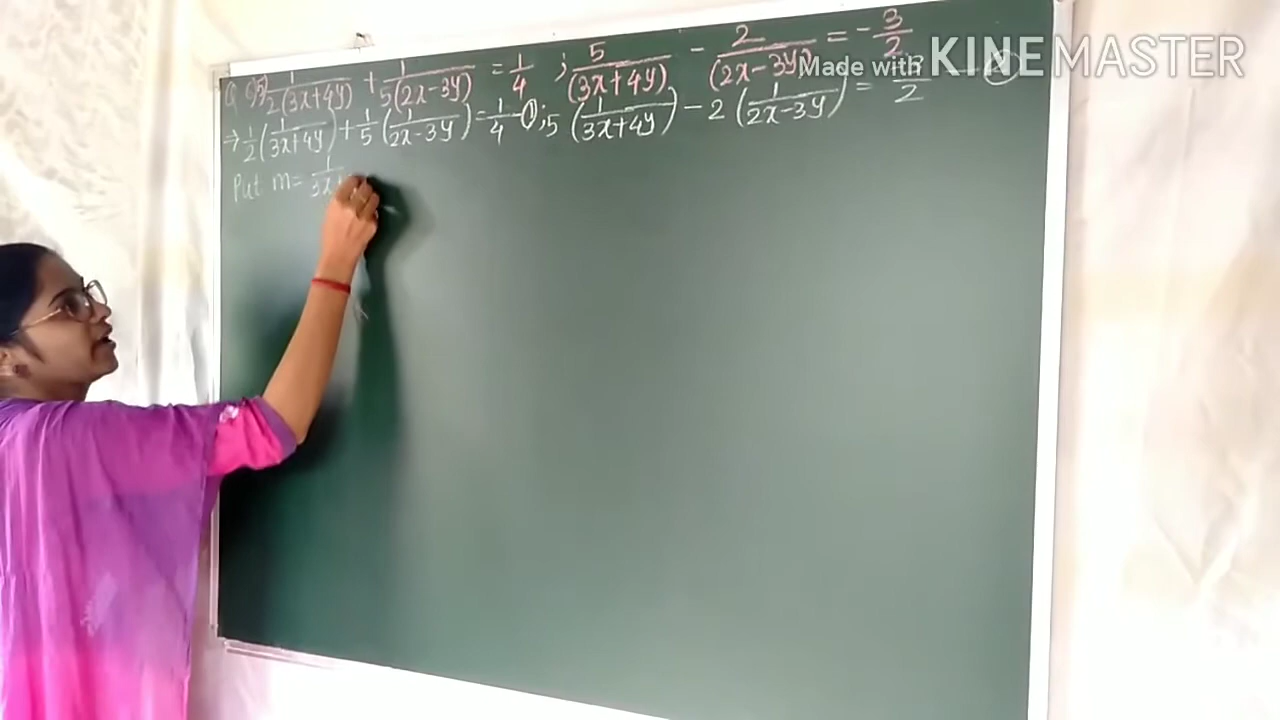 Q 5) 1/2(3x+4y) + 1/5(2x-3y) = 1/4 ; 5/(3x+4y) - 2/(2x-3y) = -3/2
⇒ 1/2 (1/3x+4y) + 1/5 (1/2x-3y) = 1/4 - ① ; 5 (1/3x+4y) - 2 (1/2x-3y) = 3/2
Put m= 1/3x+
Made with KINEMASTER